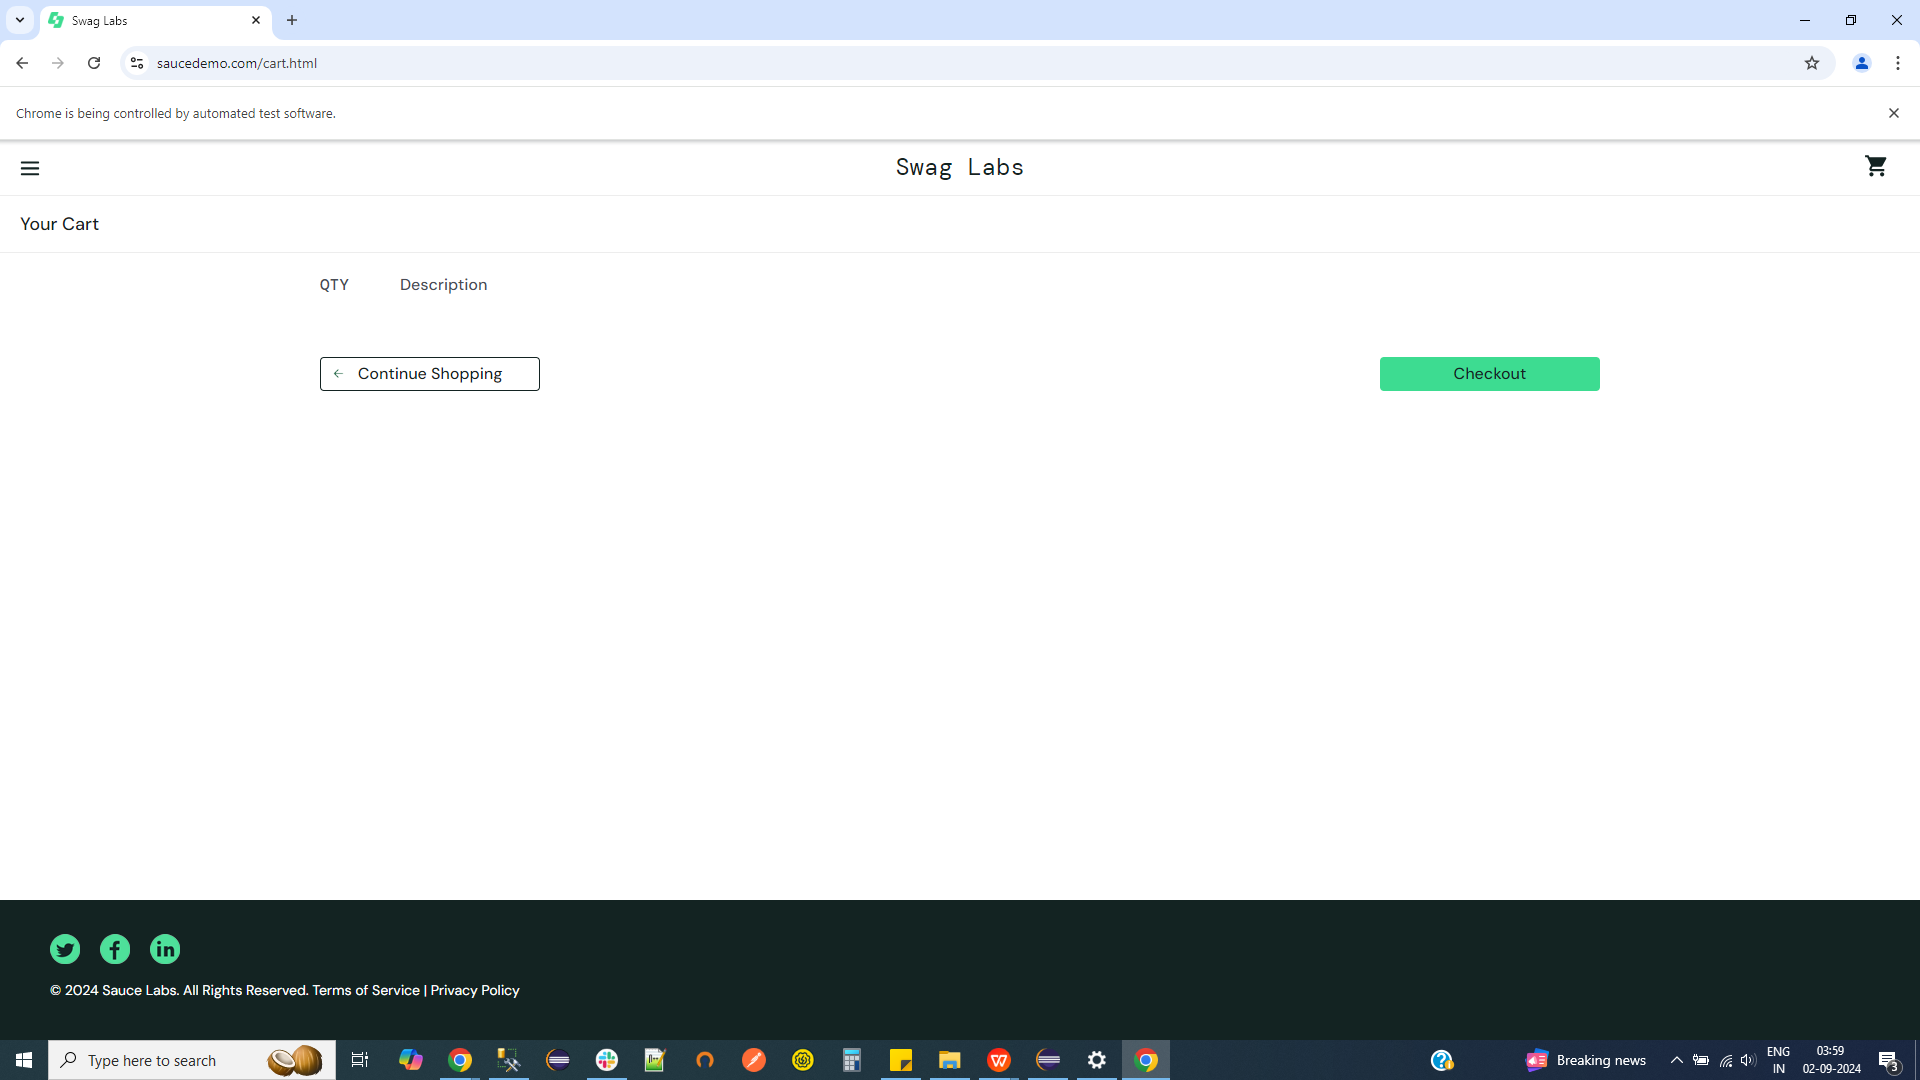 Swag Labs
saucedemo.com/cart.html
Chrome is being controlled by automated test software.
Swag Labs
Your Cart
QTY Description
Continue Shopping
Checkout
© 2024 Sauce Labs. All Rights Reserved. Terms of Service | Privacy Policy
Type here to search
Breaking news
ENG
IN
03:59
02-09-2024
3